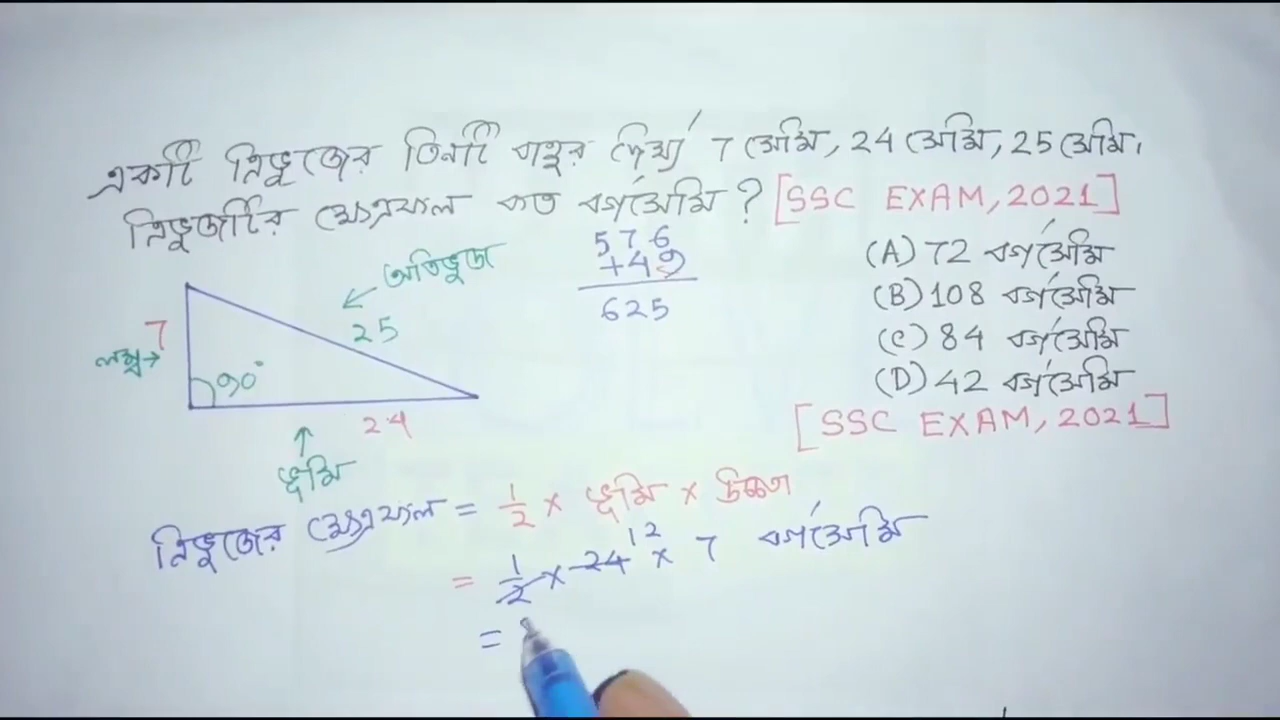 একটি ত্রিভুজের তিনটি বাহুর দৈর্ঘ্য 7 সেমি, 24 সেমি, 25 সেমি।
ত্রিভুজটির ক্ষেত্রফল কত বর্গসেমি ? [SSC EXAM, 2021]
576
+49
625
(A) 72 বর্গসেমি
(B) 108 বর্গসেমি
(C) 84 বর্গসেমি
(D) 42 বর্গসেমি
[SSC EXAM, 2021]
অতিভুজ
7
25
লম্ব→
90°
24
ভূমি
ত্রিভুজের ক্ষেত্রফল = 1/2 × ভূমি × উচ্চতা
12
= 1/2 × 24 × 7 বর্গসেমি
=